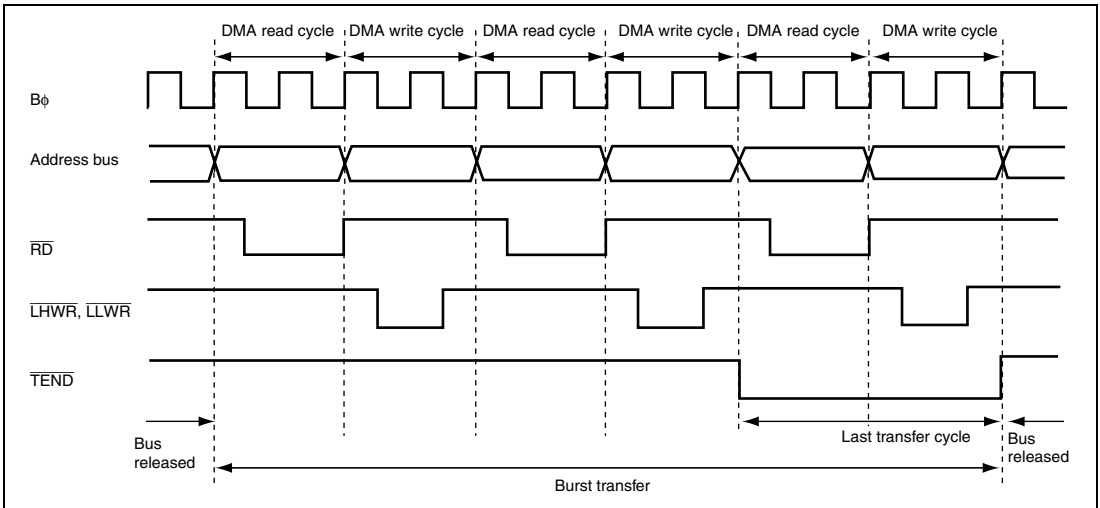 DMA read cycle DMA write cycle DMA read cycle DMA write cycle DMA read cycle DMA write cycle
Bφ
Address bus
RD
LHWR, LLWR
TEND
Last transfer cycle
Bus released
Bus released
Burst transfer